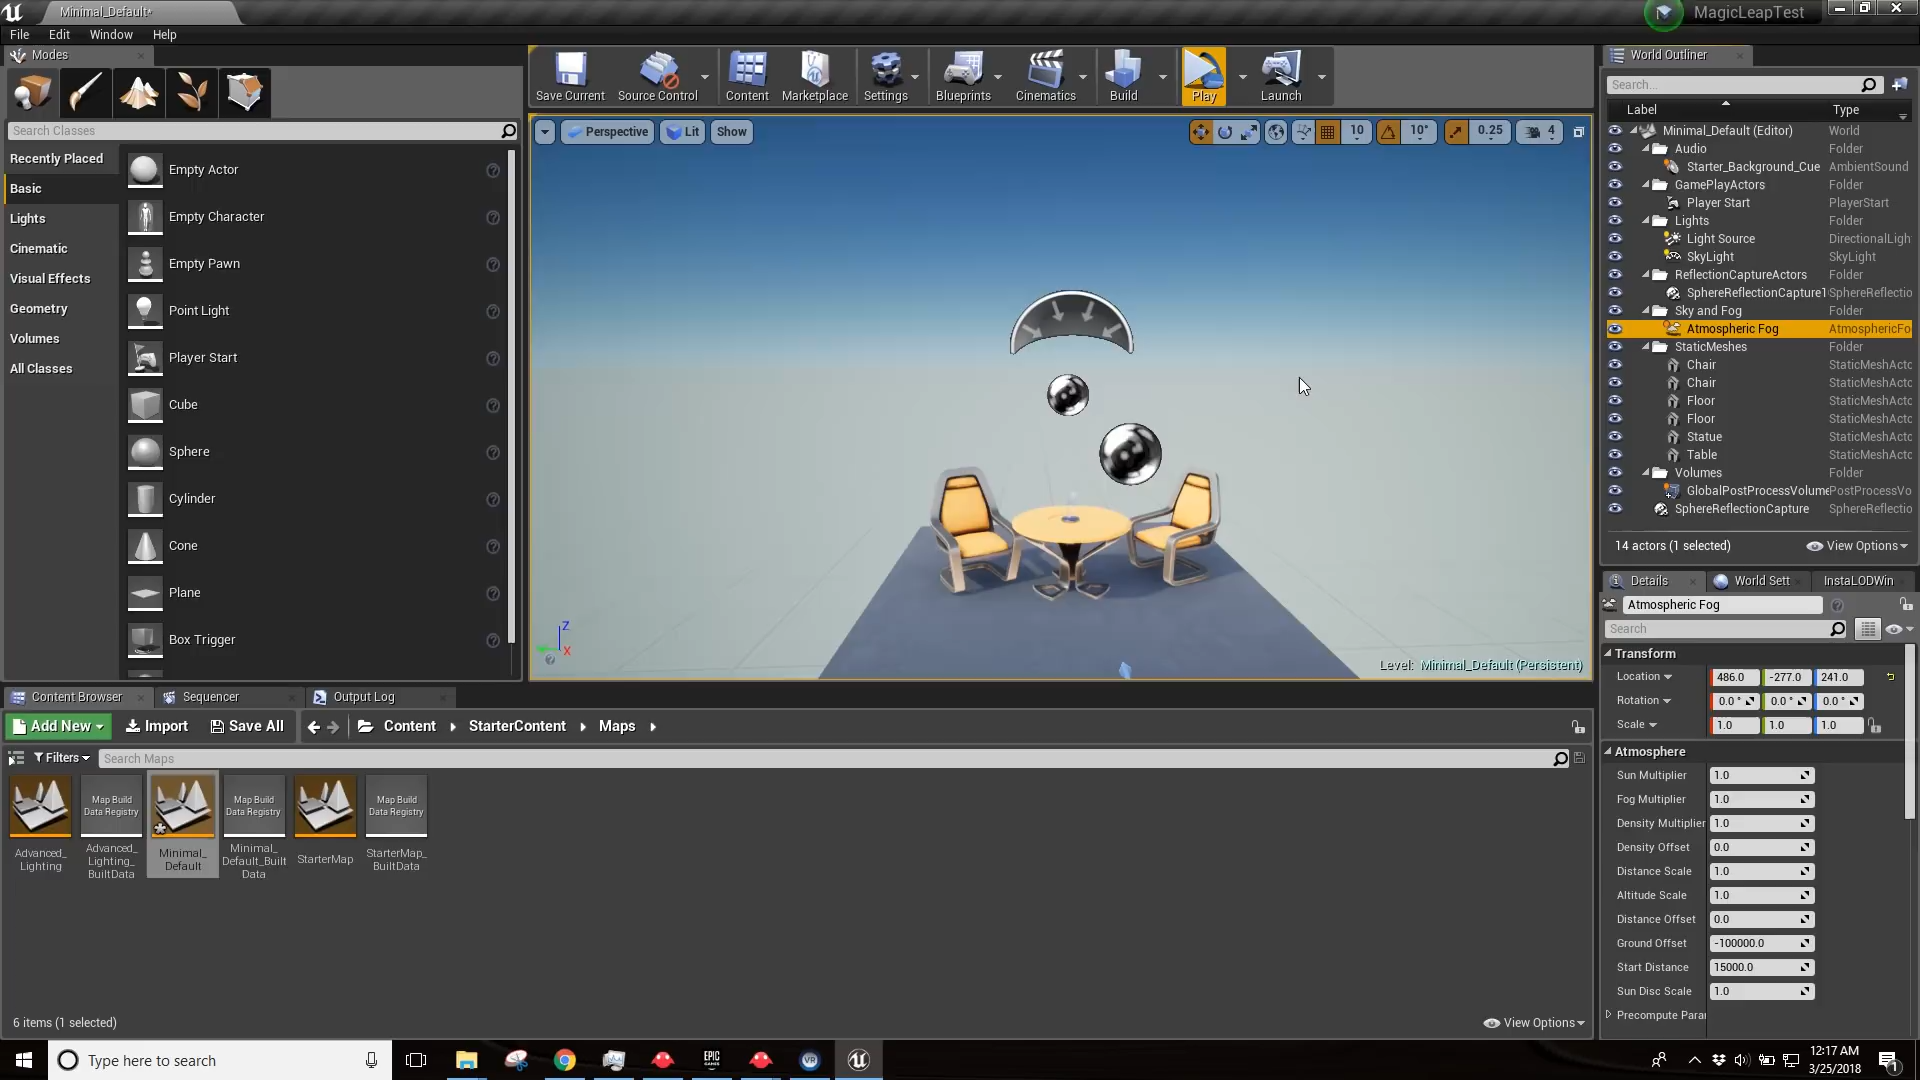 Minimal_Default*
MagicLeapTest
File
Edit
Window
Help
Modes
Search Classes
Recently Placed
Basic
Lights
Cinematic
Visual Effects
Geometry
Volumes
All Classes
Empty Actor
Empty Character
Empty Pawn
Point Light
Player Start
Cube
Sphere
Cylinder
Cone
Plane
Box Trigger
Save Current
Source Control
Content
Marketplace
Settings
Blueprints
Cinematics
Build
Play
Launch
Perspective
Lit
Show
10
10°
0.25
4
Z
X
Level: Minimal_Default (Persistent)
World Outliner
Search...
Label
Type
Minimal_Default (Editor) World
Audio Folder
Starter_Background_Cue AmbientSound
GamePlayActors Folder
Player Start PlayerStart
Lights Folder
Light Source DirectionalLigh
SkyLight SkyLight
ReflectionCaptureActors Folder
SphereReflectionCapture1 SphereReflectio
Sky and Fog Folder
Atmospheric Fog AtmosphericFo
StaticMeshes Folder
Chair StaticMeshActo
Chair StaticMeshActo
Floor StaticMeshActo
Floor StaticMeshActo
Statue StaticMeshActo
Table StaticMeshActo
Volumes Folder
GlobalPostProcessVolume PostProcessVo
SphereReflectionCapture SphereReflectio
14 actors (1 selected)
View Options
Details
World Sett
InstaLODWin
Atmospheric Fog
Search
Transform
Location 486.0 -277.0 241.0
Rotation 0.0 ° 0.0 ° 0.0 °
Scale 1.0 1.0 1.0
Atmosphere
Sun Multiplier 1.0
Fog Multiplier 1.0
Density Multiplier 1.0
Density Offset 0.0
Distance Scale 1.0
Altitude Scale 1.0
Distance Offset 0.0
Ground Offset -100000.0
Start Distance 15000.0
Sun Disc Scale 1.0
Precompute Parar
Content Browser
Sequencer
Output Log
Add New
Import
Save All
Content
StarterContent
Maps
Filters
Search Maps
Map Build
Data Registry
Map Build
Data Registry
Map Build
Data Registry
Advanced_
Lighting
Advanced_
Lighting_
BuiltData
Minimal_
Default
Minimal_
Default_Built
Data
StarterMap
StarterMap_
BuiltData
6 items (1 selected)
View Options
Type here to search
EPIC
GAMES
VR
12:17 AM
3/25/2018
1